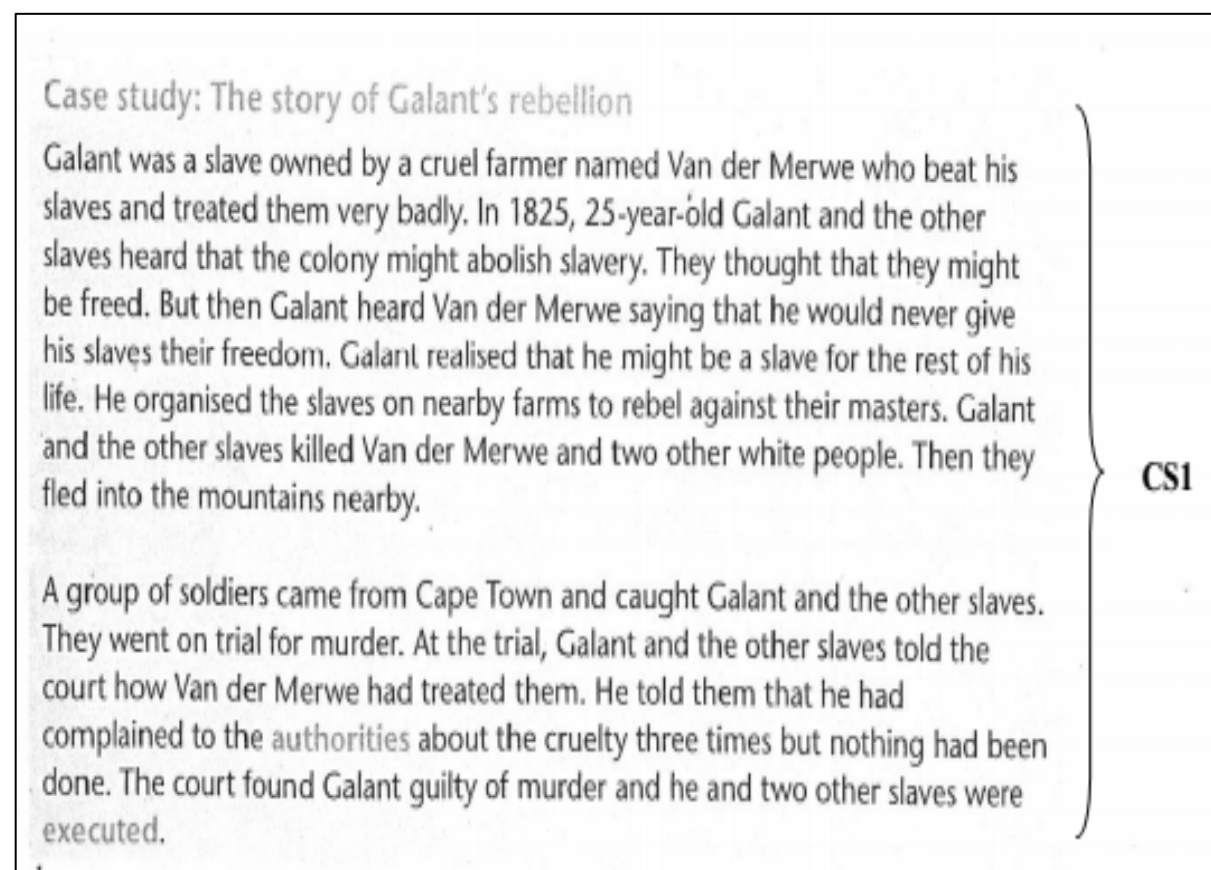 Case study: The story of Galant's rebellion
Galant was a slave owned by a cruel farmer named Van der Merwe who beat his
slaves and treated them very badly. In 1825, 25-year-old Galant and the other
slaves heard that the colony might abolish slavery. They thought that they might
be freed. But then Galant heard Van der Merwe saying that he would never give
his slaves their freedom. Galant realised that he might be a slave for the rest of his
life. He organised the slaves on nearby farms to rebel against their masters. Galant
and the other slaves killed Van der Merwe and two other white people. Then they
fled into the mountains nearby.
CS1
A group of soldiers came from Cape Town and caught Galant and the other slaves.
They went on trial for murder. At the trial, Galant and the other slaves told the
court how Van der Merwe had treated them. He told them that he had
complained to the authorities about the cruelty three times but nothing had been
done. The court found Galant guilty of murder and he and two other slaves were
executed.